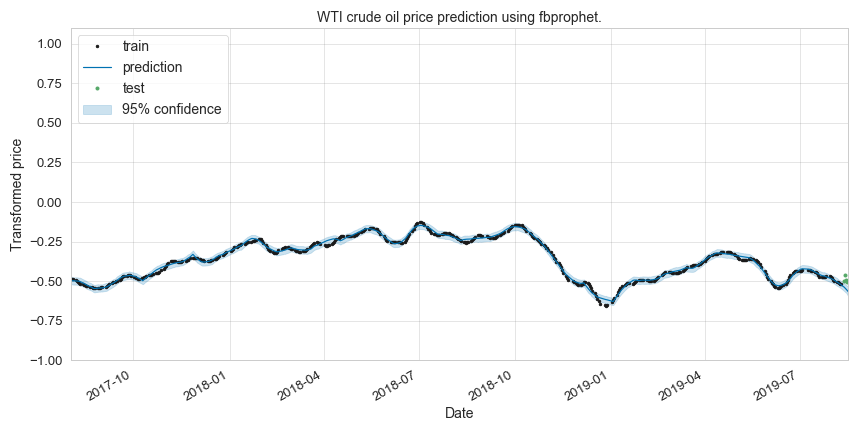 WTI crude oil price prediction using fbprophet.
train
prediction
test
95% confidence
Transformed price
1.00
0.75
0.50
0.25
0.00
−0.25
−0.50
−0.75
−1.00
2017-10
2018-01
2018-04
2018-07
2018-10
2019-01
2019-04
2019-07
Date